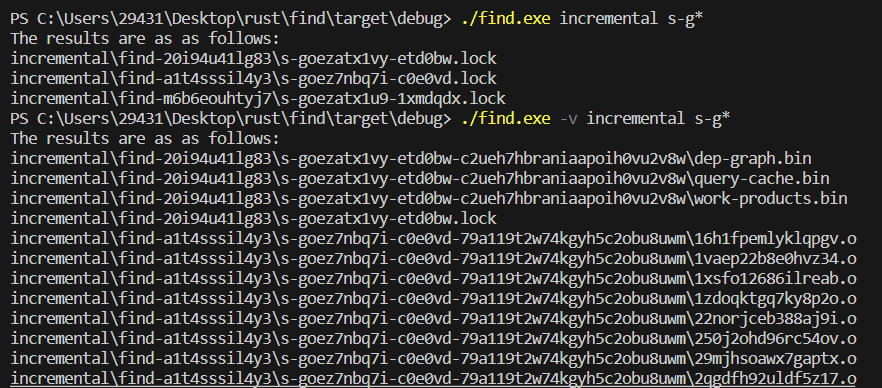 PS C:\Users\29431\Desktop\rust\find\target\debug> ./find.exe incremental s-g*
The results are as as follows:
incremental\find-20i94u41lg83\s-goezatx1vy-etd0bw.lock
incremental\find-a1t4sssil4y3\s-goez7nbq7i-c0e0vd.lock
incremental\find-m6b6eouhtyj7\s-goezatx1u9-1xmdqdx.lock
PS C:\Users\29431\Desktop\rust\find\target\debug> ./find.exe -v incremental s-g*
The results are as as follows:
incremental\find-20i94u41lg83\s-goezatx1vy-etd0bw-c2ueh7hbraniaapoih0vu2v8w\dep-graph.bin
incremental\find-20i94u41lg83\s-goezatx1vy-etd0bw-c2ueh7hbraniaapoih0vu2v8w\query-cache.bin
incremental\find-20i94u41lg83\s-goezatx1vy-etd0bw-c2ueh7hbraniaapoih0vu2v8w\work-products.bin
incremental\find-20i94u41lg83\s-goezatx1vy-etd0bw.lock
incremental\find-a1t4sssil4y3\s-goez7nbq7i-c0e0vd-79a119t2w74kgyh5c2obu8uwm\16h1fpemlyklqpgv.o
incremental\find-a1t4sssil4y3\s-goez7nbq7i-c0e0vd-79a119t2w74kgyh5c2obu8uwm\1vaep22b8e0hvz34.o
incremental\find-a1t4sssil4y3\s-goez7nbq7i-c0e0vd-79a119t2w74kgyh5c2obu8uwm\1xsfo12686ilreab.o
incremental\find-a1t4sssil4y3\s-goez7nbq7i-c0e0vd-79a119t2w74kgyh5c2obu8uwm\1zdoqktgq7ky8p2o.o
incremental\find-a1t4sssil4y3\s-goez7nbq7i-c0e0vd-79a119t2w74kgyh5c2obu8uwm\22norjceb388aj9i.o
incremental\find-a1t4sssil4y3\s-goez7nbq7i-c0e0vd-79a119t2w74kgyh5c2obu8uwm\250j2ohd96rc54ov.o
incremental\find-a1t4sssil4y3\s-goez7nbq7i-c0e0vd-79a119t2w74kgyh5c2obu8uwm\29mjhsoawx7gaptx.o
incremental\find-a1t4sssil4y3\s-goez7nbq7i-c0e0vd-79a119t2w74kgyh5c2obu8uwm\2qgdfh92uldf5z17.o